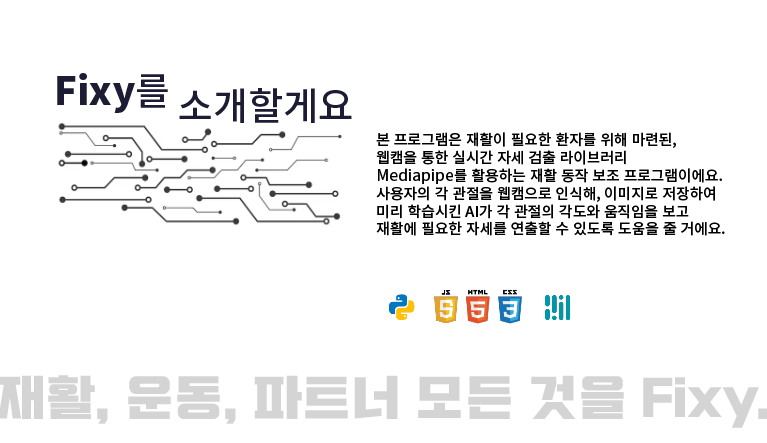 Fixy를 소개할게요
본 프로그램은 재활이 필요한 환자를 위해 마련된,
웹캠을 통한 실시간 자세 검출 라이브러리
Mediapipe를 활용하는 재활 동작 보조 프로그램이에요.
사용자의 각 관절을 웹캠으로 인식해, 이미지로 저장하여
미리 학습시킨 AI가 각 관절의 각도와 움직임을 보고
재활에 필요한 자세를 연출할 수 있도록 도움을 줄 거에요.
JS HTML CSS
5 5 3
재활, 운동, 파트너 모든 것을 Fixy.